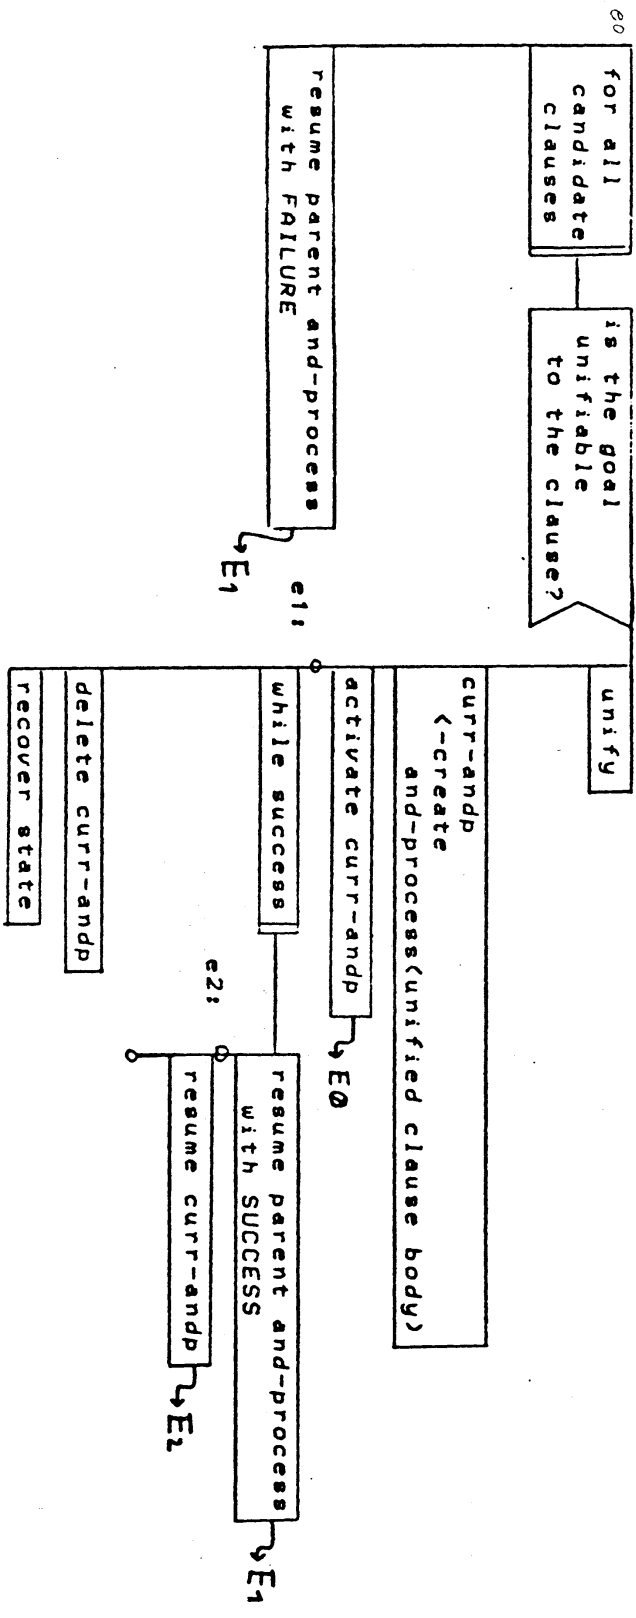 e0
for all
candidate
clauses
is the goal
unifiable
to the clause?
unify
curr-andp
<-create
and-process(unified clause body)
activate curr-andp
E0
e1:
while success
resume parent and-process
with SUCCESS
E1
e2:
resume curr-andp
E2
delete curr-andp
recover state
resume parent and-process
with FAILURE
E1